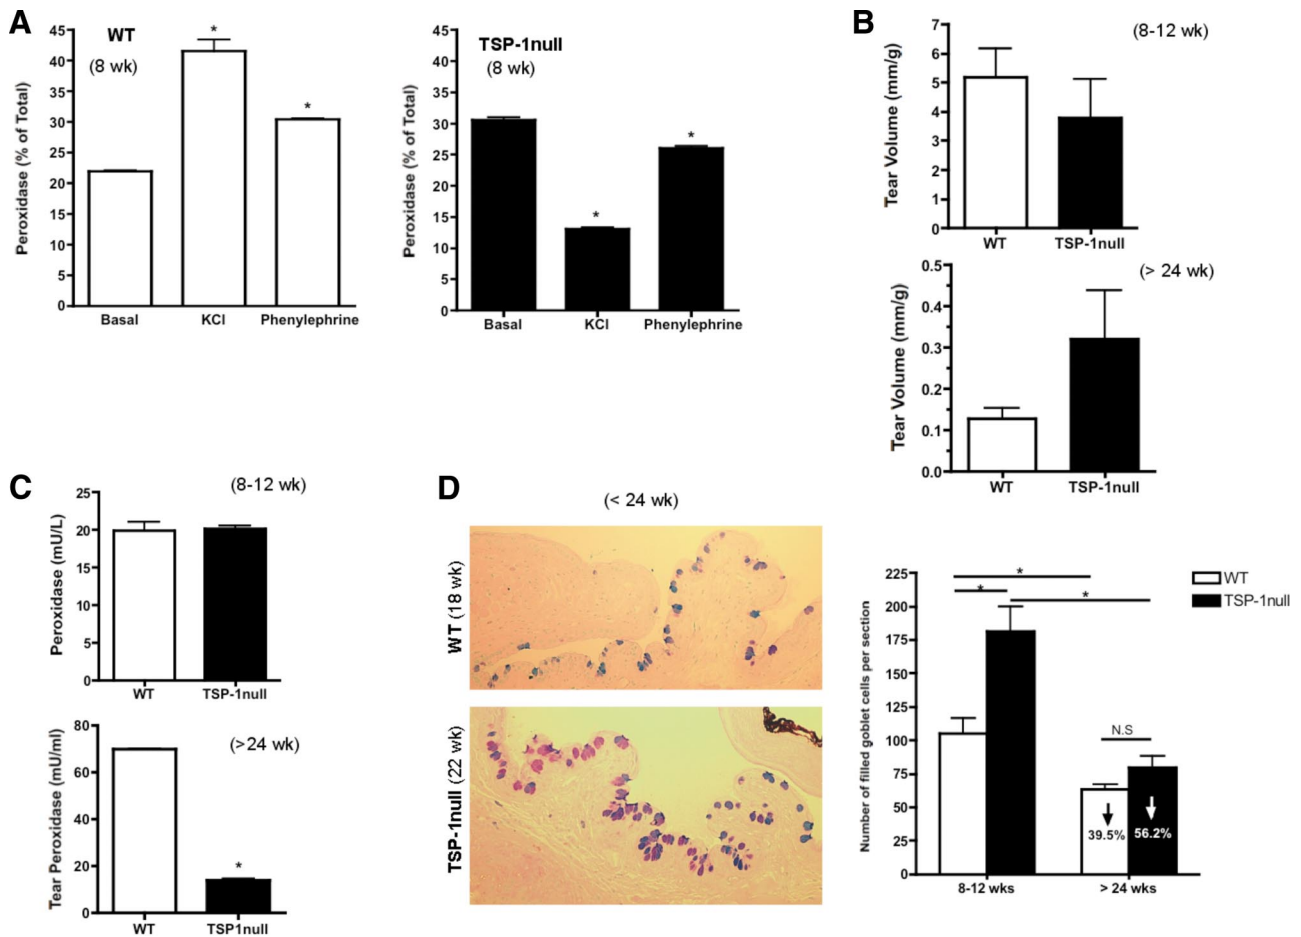 A
WT
(8 wk)
Peroxidase (% of Total)
45
40
35
30
25
20
15
10
5
0
*
*
Basal
KCl
Phenylephrine
TSP-1null
(8 wk)
Peroxidase (% of Total)
45
40
35
30
25
20
15
10
5
0
*
*
Basal
KCl
Phenylephrine
B
(8-12 wk)
Tear Volume (mm/g)
7
6
5
4
3
2
1
0
WT
TSP-1null
(> 24 wk)
Tear Volume (mm/g)
0.5
0.4
0.3
0.2
0.1
0.0
WT
TSP-1null
C
(8-12 wk)
Peroxidase (mU/L)
25
20
15
10
5
0
WT
TSP-1null
(>24 wk)
Tear Peroxidase (mU/ml)
80
60
40
20
0
*
WT
TSP1null
D
(< 24 wk)
WT (18 wk)
TSP-1null (22 wk)
Number of filled goblet cells per section
225
200
175
150
125
100
75
50
25
0
*
*
*
N.S
39.5%
56.2%
8-12 wks
> 24 wks
WT
TSP-1null